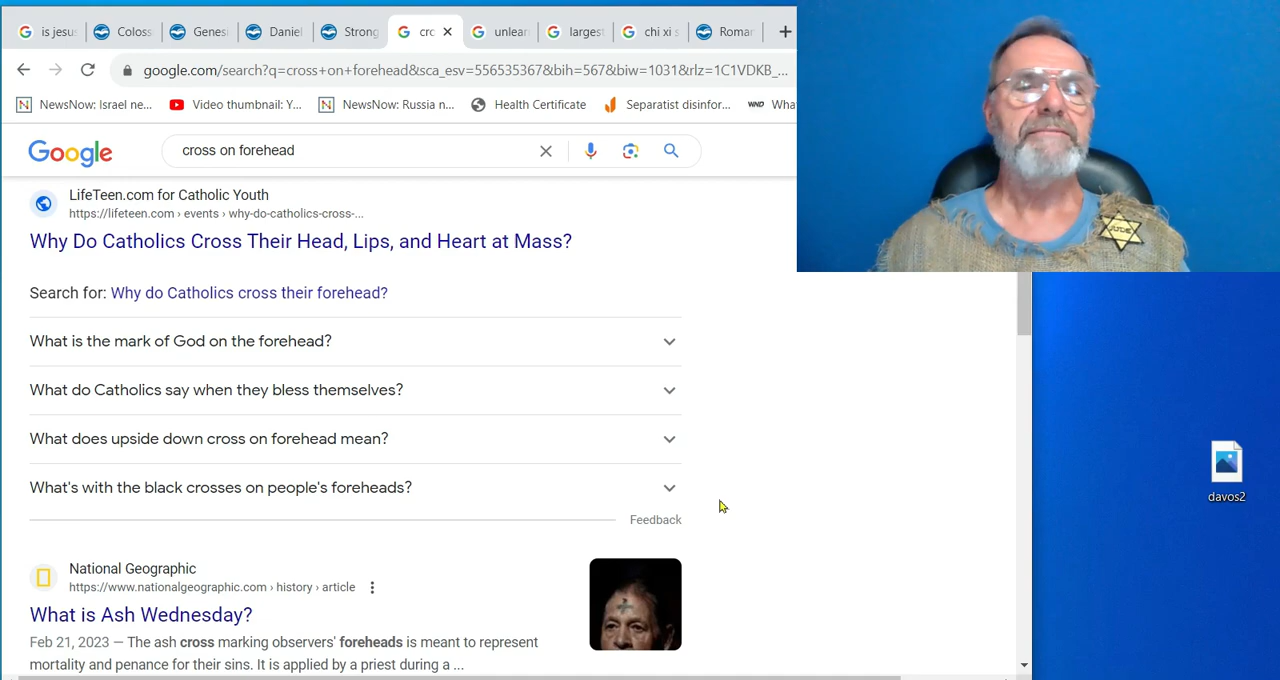 is jesu
Coloss
Genesi
Daniel
Strong
cro
unlear
largest
chi xi s
Romar
google.com/search?q=cross+on+forehead&sca_esv=556535367&bih=567&biw=1031&rlz=1C1VDKB_...
NewsNow: Israel ne...
Video thumbnail: Y...
NewsNow: Russia n...
Health Certificate
Separatist disinfor...
WND
Wha
Google
cross on forehead
LifeTeen.com for Catholic Youth
https://lifeteen.com › events › why-do-catholics-cross-...
Why Do Catholics Cross Their Head, Lips, and Heart at Mass?
Search for: Why do Catholics cross their forehead?
What is the mark of God on the forehead?
What do Catholics say when they bless themselves?
What does upside down cross on forehead mean?
What's with the black crosses on people's foreheads?
Feedback
National Geographic
https://www.nationalgeographic.com › history › article
What is Ash Wednesday?
Feb 21, 2023 — The ash cross marking observers' foreheads is meant to represent
mortality and penance for their sins. It is applied by a priest during a ...
davos2